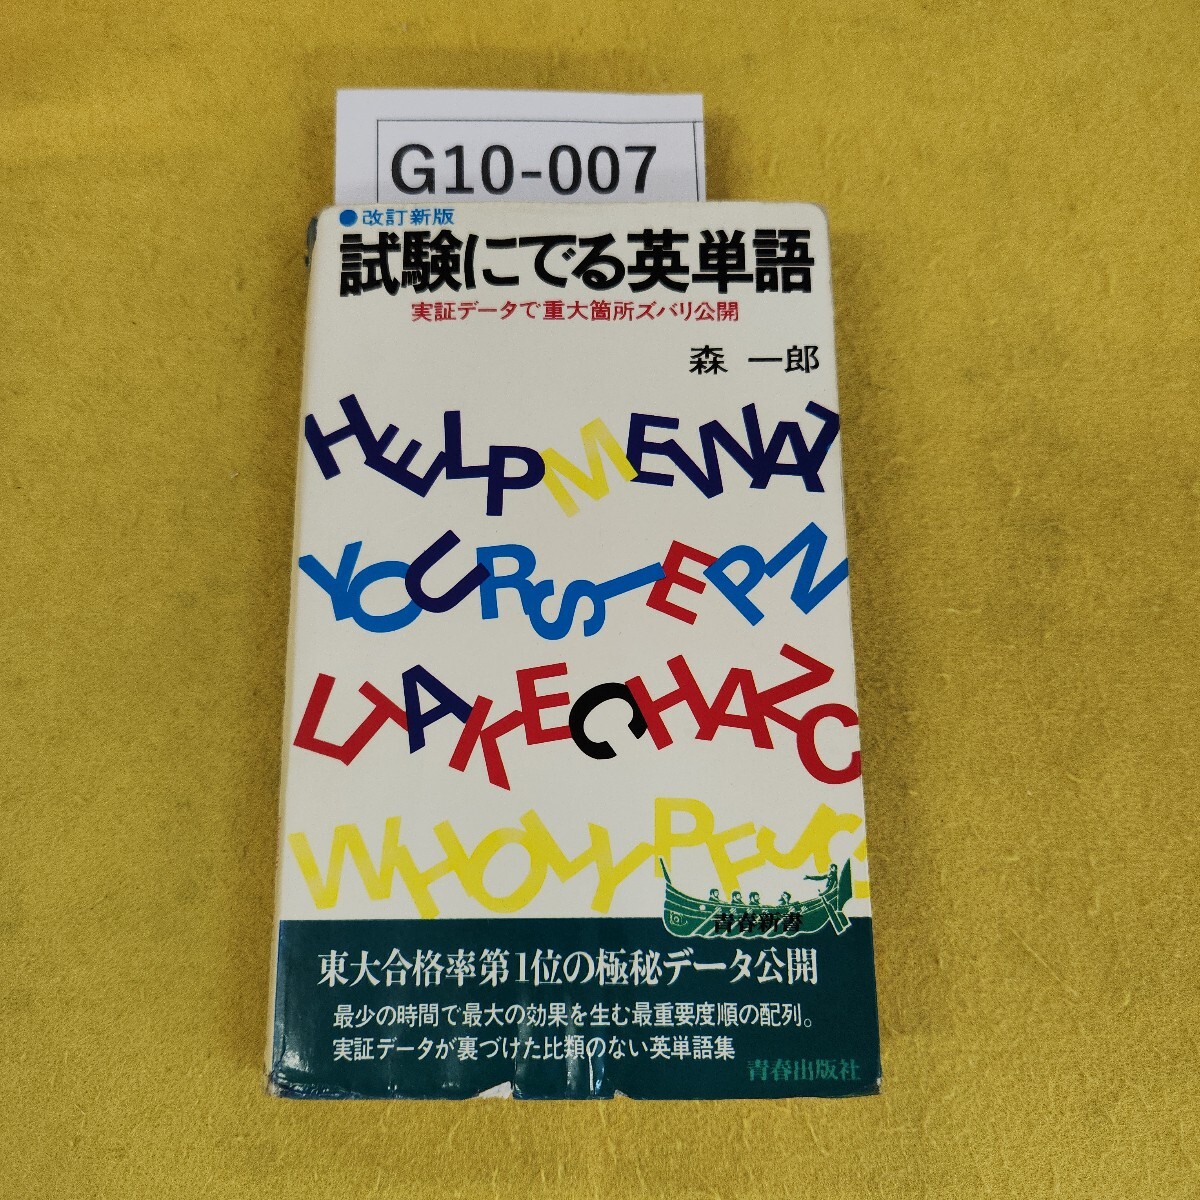 G10-007
●改訂新版
試験にでる英単語
実証データで重大箇所ズバリ公開
森 一郎
HELPMEWA
YOURSTEPN
LTAKECHANC
WHOLLYPEUR
青春新書
東大合格率第1位の極秘データ公開
最少の時間で最大の効果を生む最重要度順の配列。
実証データが裏づけた比類のない英単語集
青春出版社